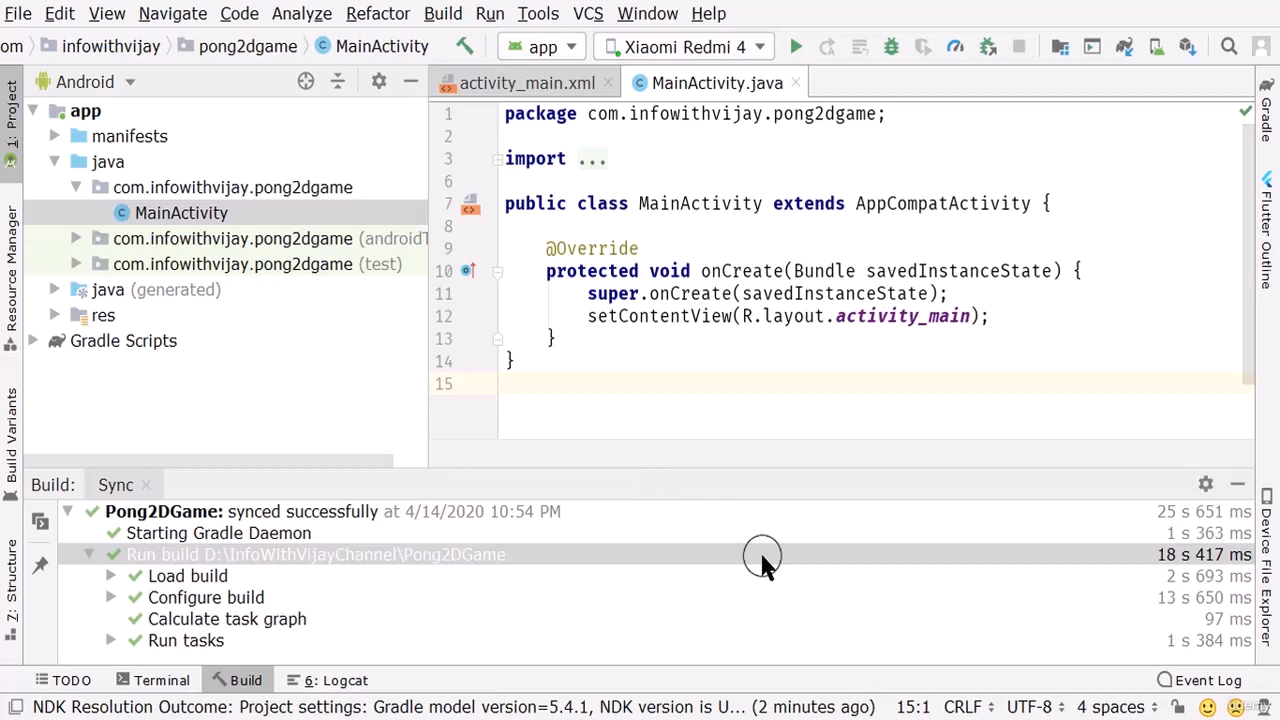 File Edit View Navigate Code Analyze Refactor Build Run Tools VCS Window Help
om infowithvijay pong2dgame MainActivity app Xiaomi Redmi 4
1: Project
Resource Manager
Build Variants
Z: Structure
Android
app
manifests
java
com.infowithvijay.pong2dgame
MainActivity
com.infowithvijay.pong2dgame (androidT
com.infowithvijay.pong2dgame (test)
java (generated)
res
Gradle Scripts
activity_main.xml MainActivity.java
1 package com.infowithvijay.pong2dgame;
2
3 import ...
6
7 public class MainActivity extends AppCompatActivity {
8
9 @Override
10 protected void onCreate(Bundle savedInstanceState) {
11 super.onCreate(savedInstanceState);
12 setContentView(R.layout.activity_main);
13 }
14 }
15
Gradle
Flutter Outline
Device File Explorer
Build: Sync
Pong2DGame: synced successfully at 4/14/2020 10:54 PM 25 s 651 ms
Starting Gradle Daemon 1 s 363 ms
Run build D:\InfoWithVijayChannel\Pong2DGame 18 s 417 ms
Load build 2 s 693 ms
Configure build 13 s 650 ms
Calculate task graph 97 ms
Run tasks 1 s 384 ms
TODO Terminal Build 6: Logcat Event Log
NDK Resolution Outcome: Project settings: Gradle model version=5.4.1, NDK version is U... (2 minutes ago) 15:1 CRLF UTF-8 4 spaces